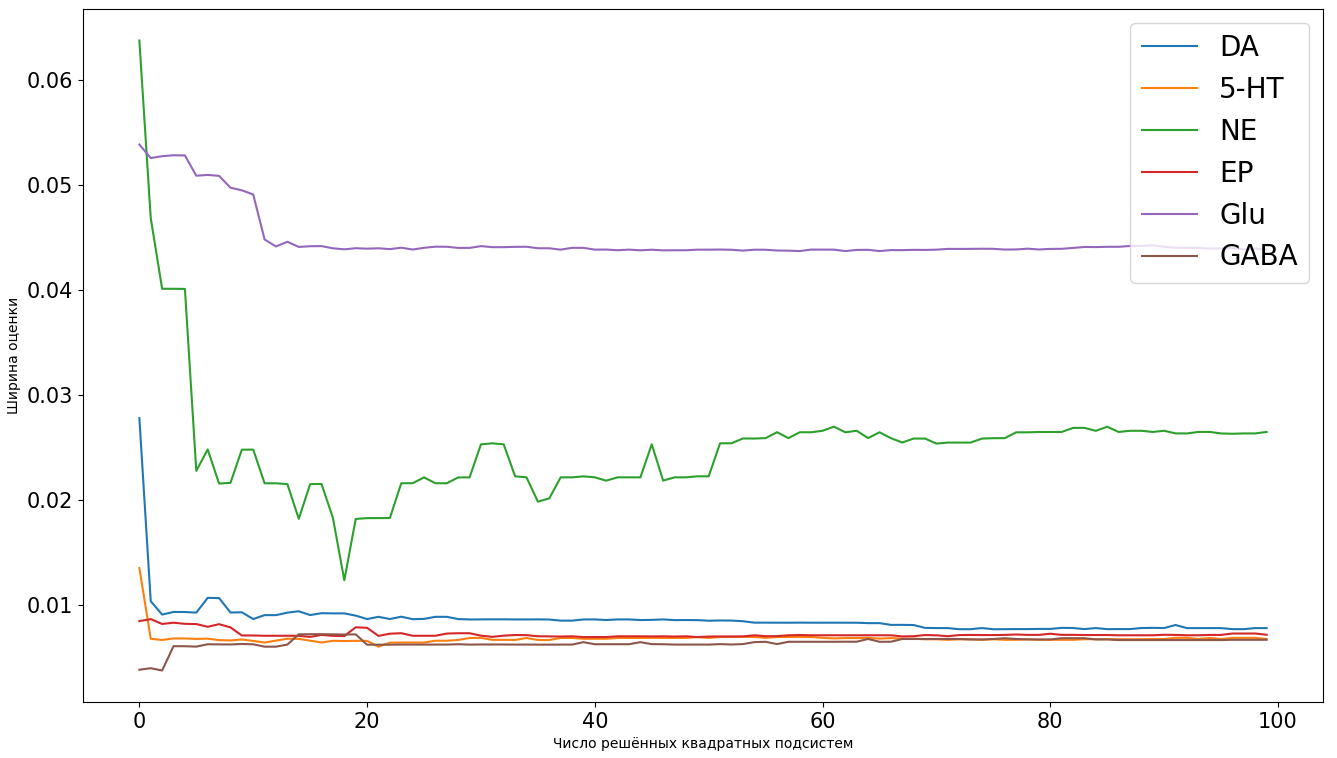 0.06
0.05
0.04
0.03
0.02
0.01
Ширина оценки
0 20 40 60 80 100
Число решённых квадратных подсистем
DA
5-HT
NE
EP
Glu
GABA